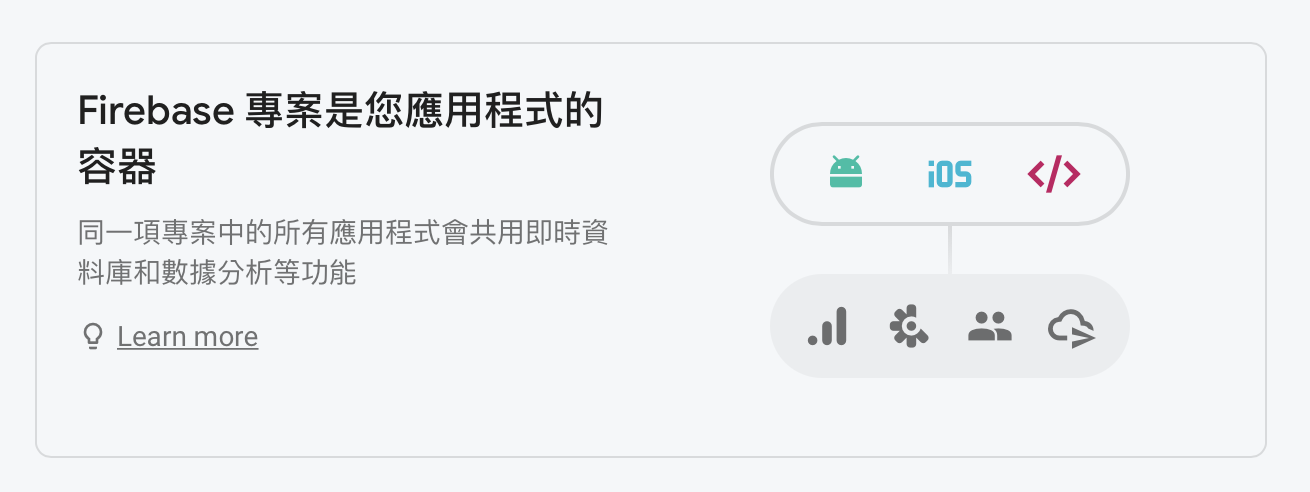 Firebase 專案是您應用程式的
容器
同一項專案中的所有應用程式會共用即時資
料庫和數據分析等功能
Learn more
iOS
</>